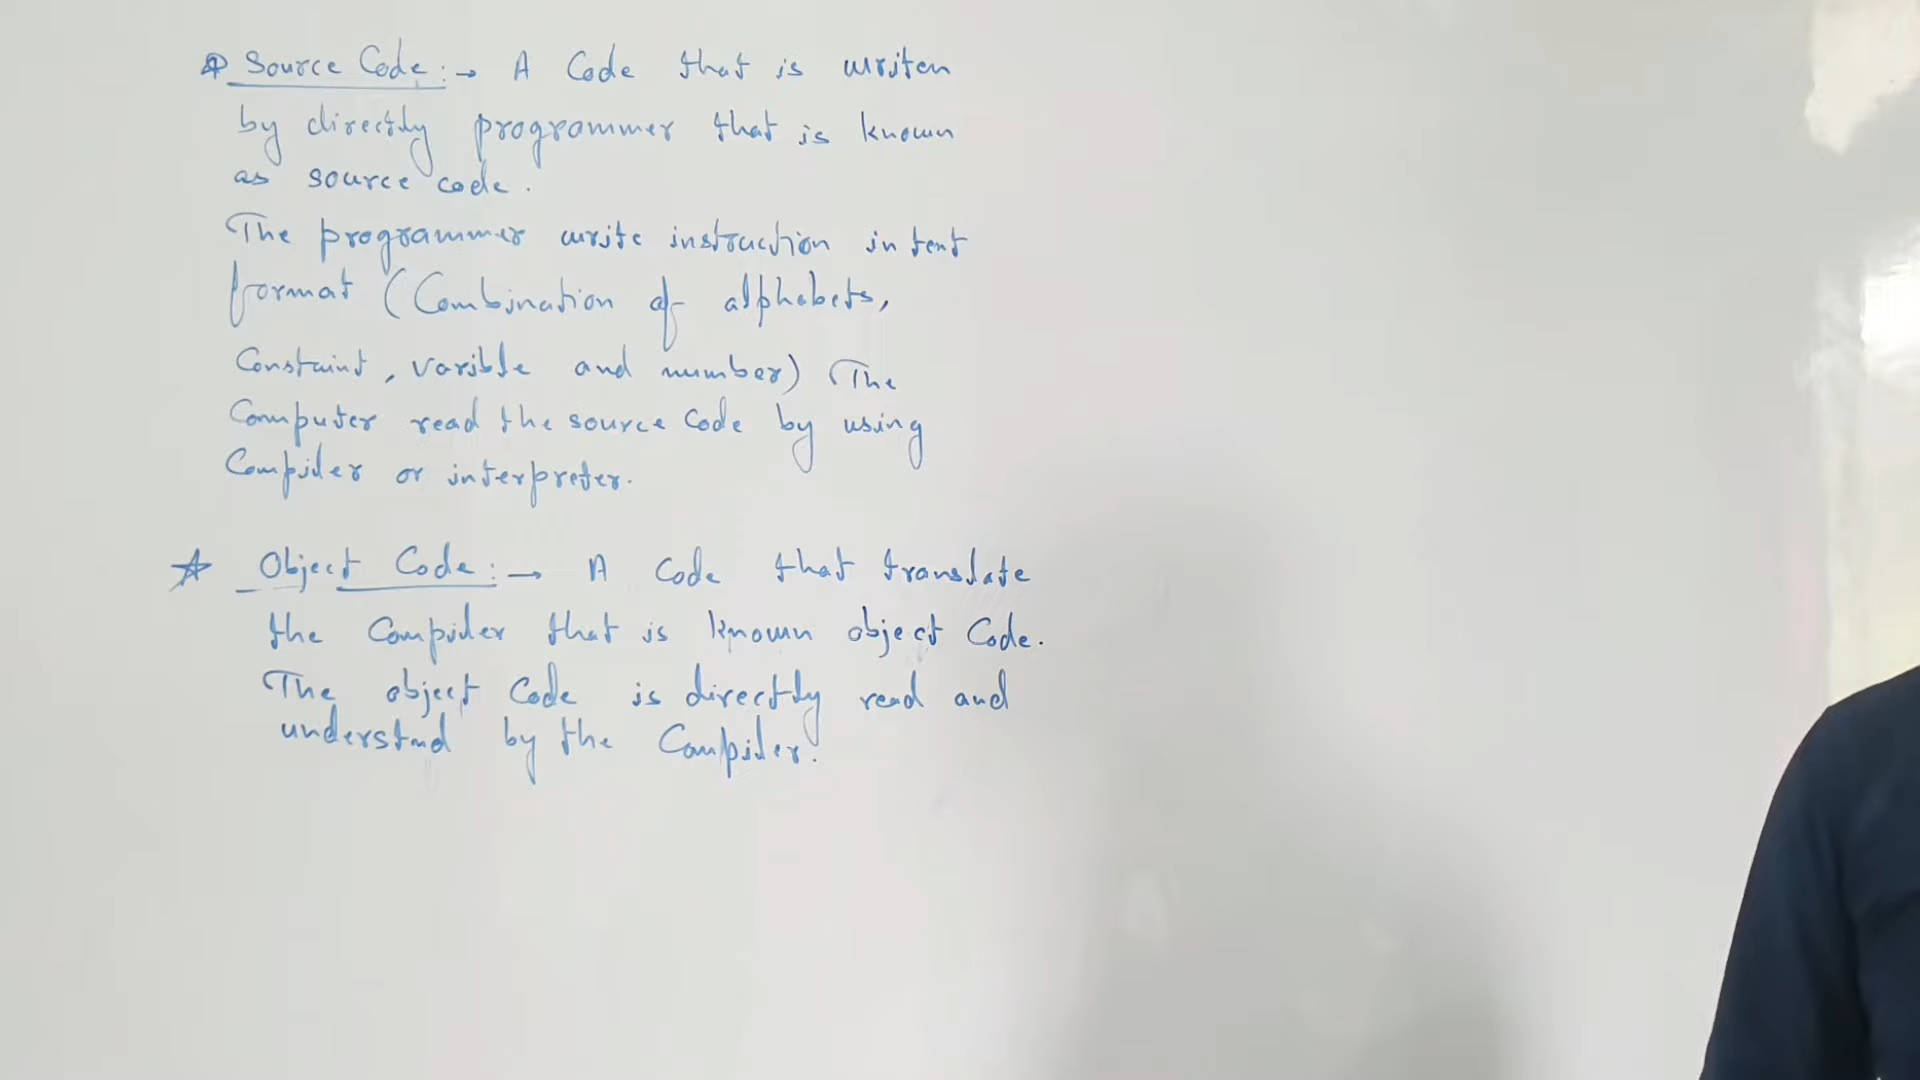 Source Code:→ A Code that is writen
by directly programmer that is known
as source code.
The programmer write instruction in text
format (Combination of alphabets,
Constaint, varible and number) The
Computer read the source Code by using
Compiler or interpreter.
☆ Object Code:→ A Code that translate
the Compiler that is known object Code.
The object Code is directly read and
understand by the Compiler.